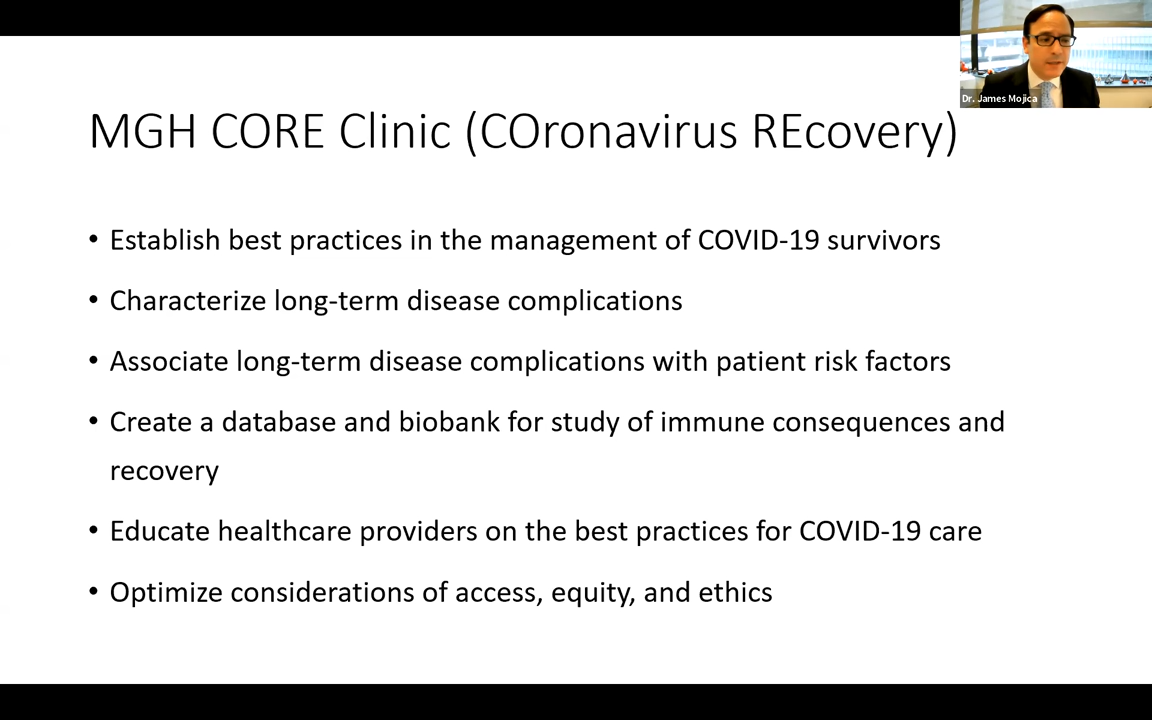 Dr. James Mojica
MGH CORE Clinic (COronavirus REcovery)
• Establish best practices in the management of COVID-19 survivors
• Characterize long-term disease complications
• Associate long-term disease complications with patient risk factors
• Create a database and biobank for study of immune consequences and
recovery
• Educate healthcare providers on the best practices for COVID-19 care
• Optimize considerations of access, equity, and ethics